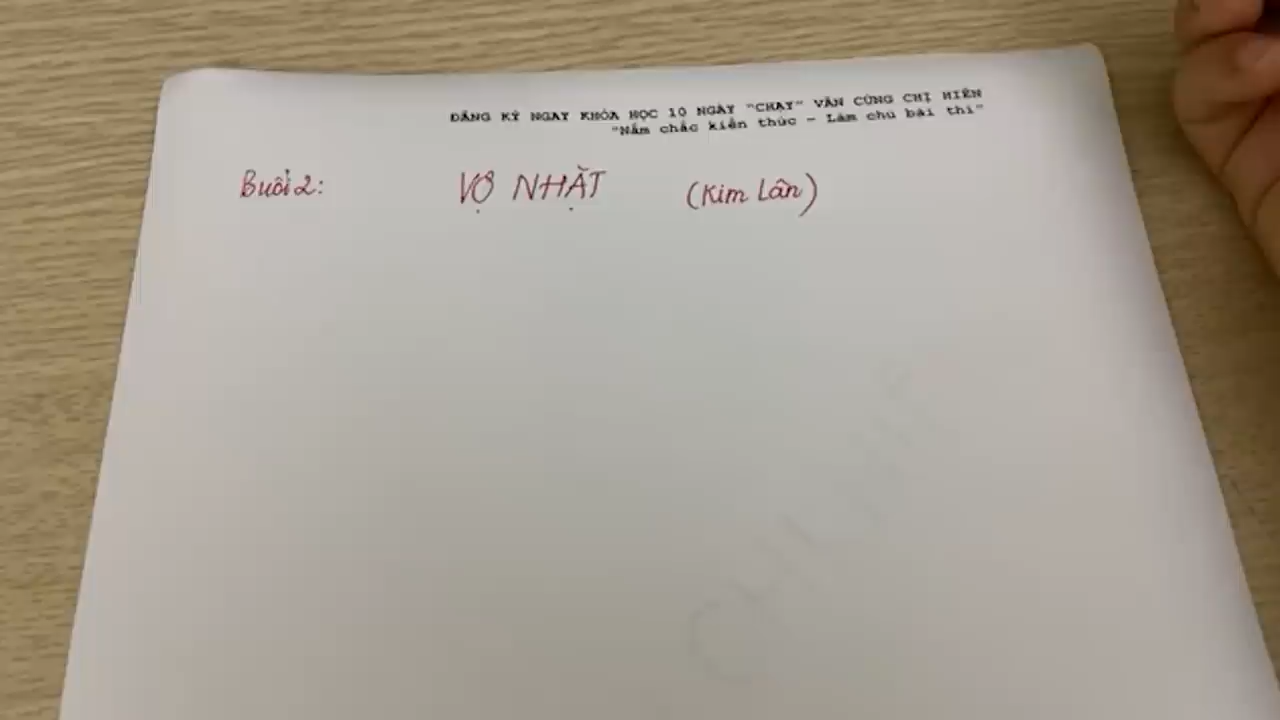 ĐĂNG KÝ NGAY KHÓA HỌC 10 NGÀY "CHẠY" VĂN CÙNG CHỊ HIÊN
"Nắm chắc kiến thức - Làm chủ bài thi"
Buổi 2: VỢ NHẶT (Kim Lân)